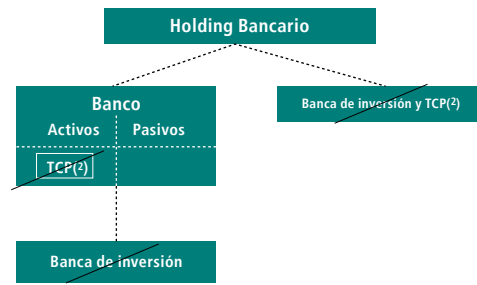 Holding Bancario
Banco
Activos Pasivos
TCP(2)
Banca de inversión y TCP(2)
Banca de inversión